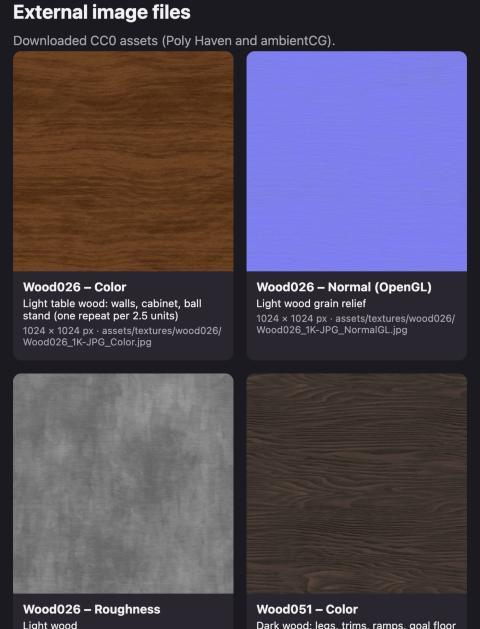 External image files
Downloaded CC0 assets (Poly Haven and ambientCG).
Wood026 – Color
Light table wood: walls, cabinet, ball
stand (one repeat per 2.5 units)
1024 × 1024 px · assets/textures/wood026/
Wood026_1K-JPG_Color.jpg
Wood026 – Normal (OpenGL)
Light wood grain relief
1024 × 1024 px · assets/textures/wood026/
Wood026_1K-JPG_NormalGL.jpg
Wood026 – Roughness
Light wood
Wood051 – Color
Dark wood: legs, trims, ramps, goal floor